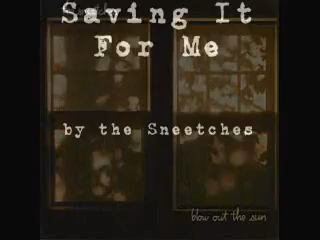 Saving It
For Me
by the Sneetches
blow out the sun